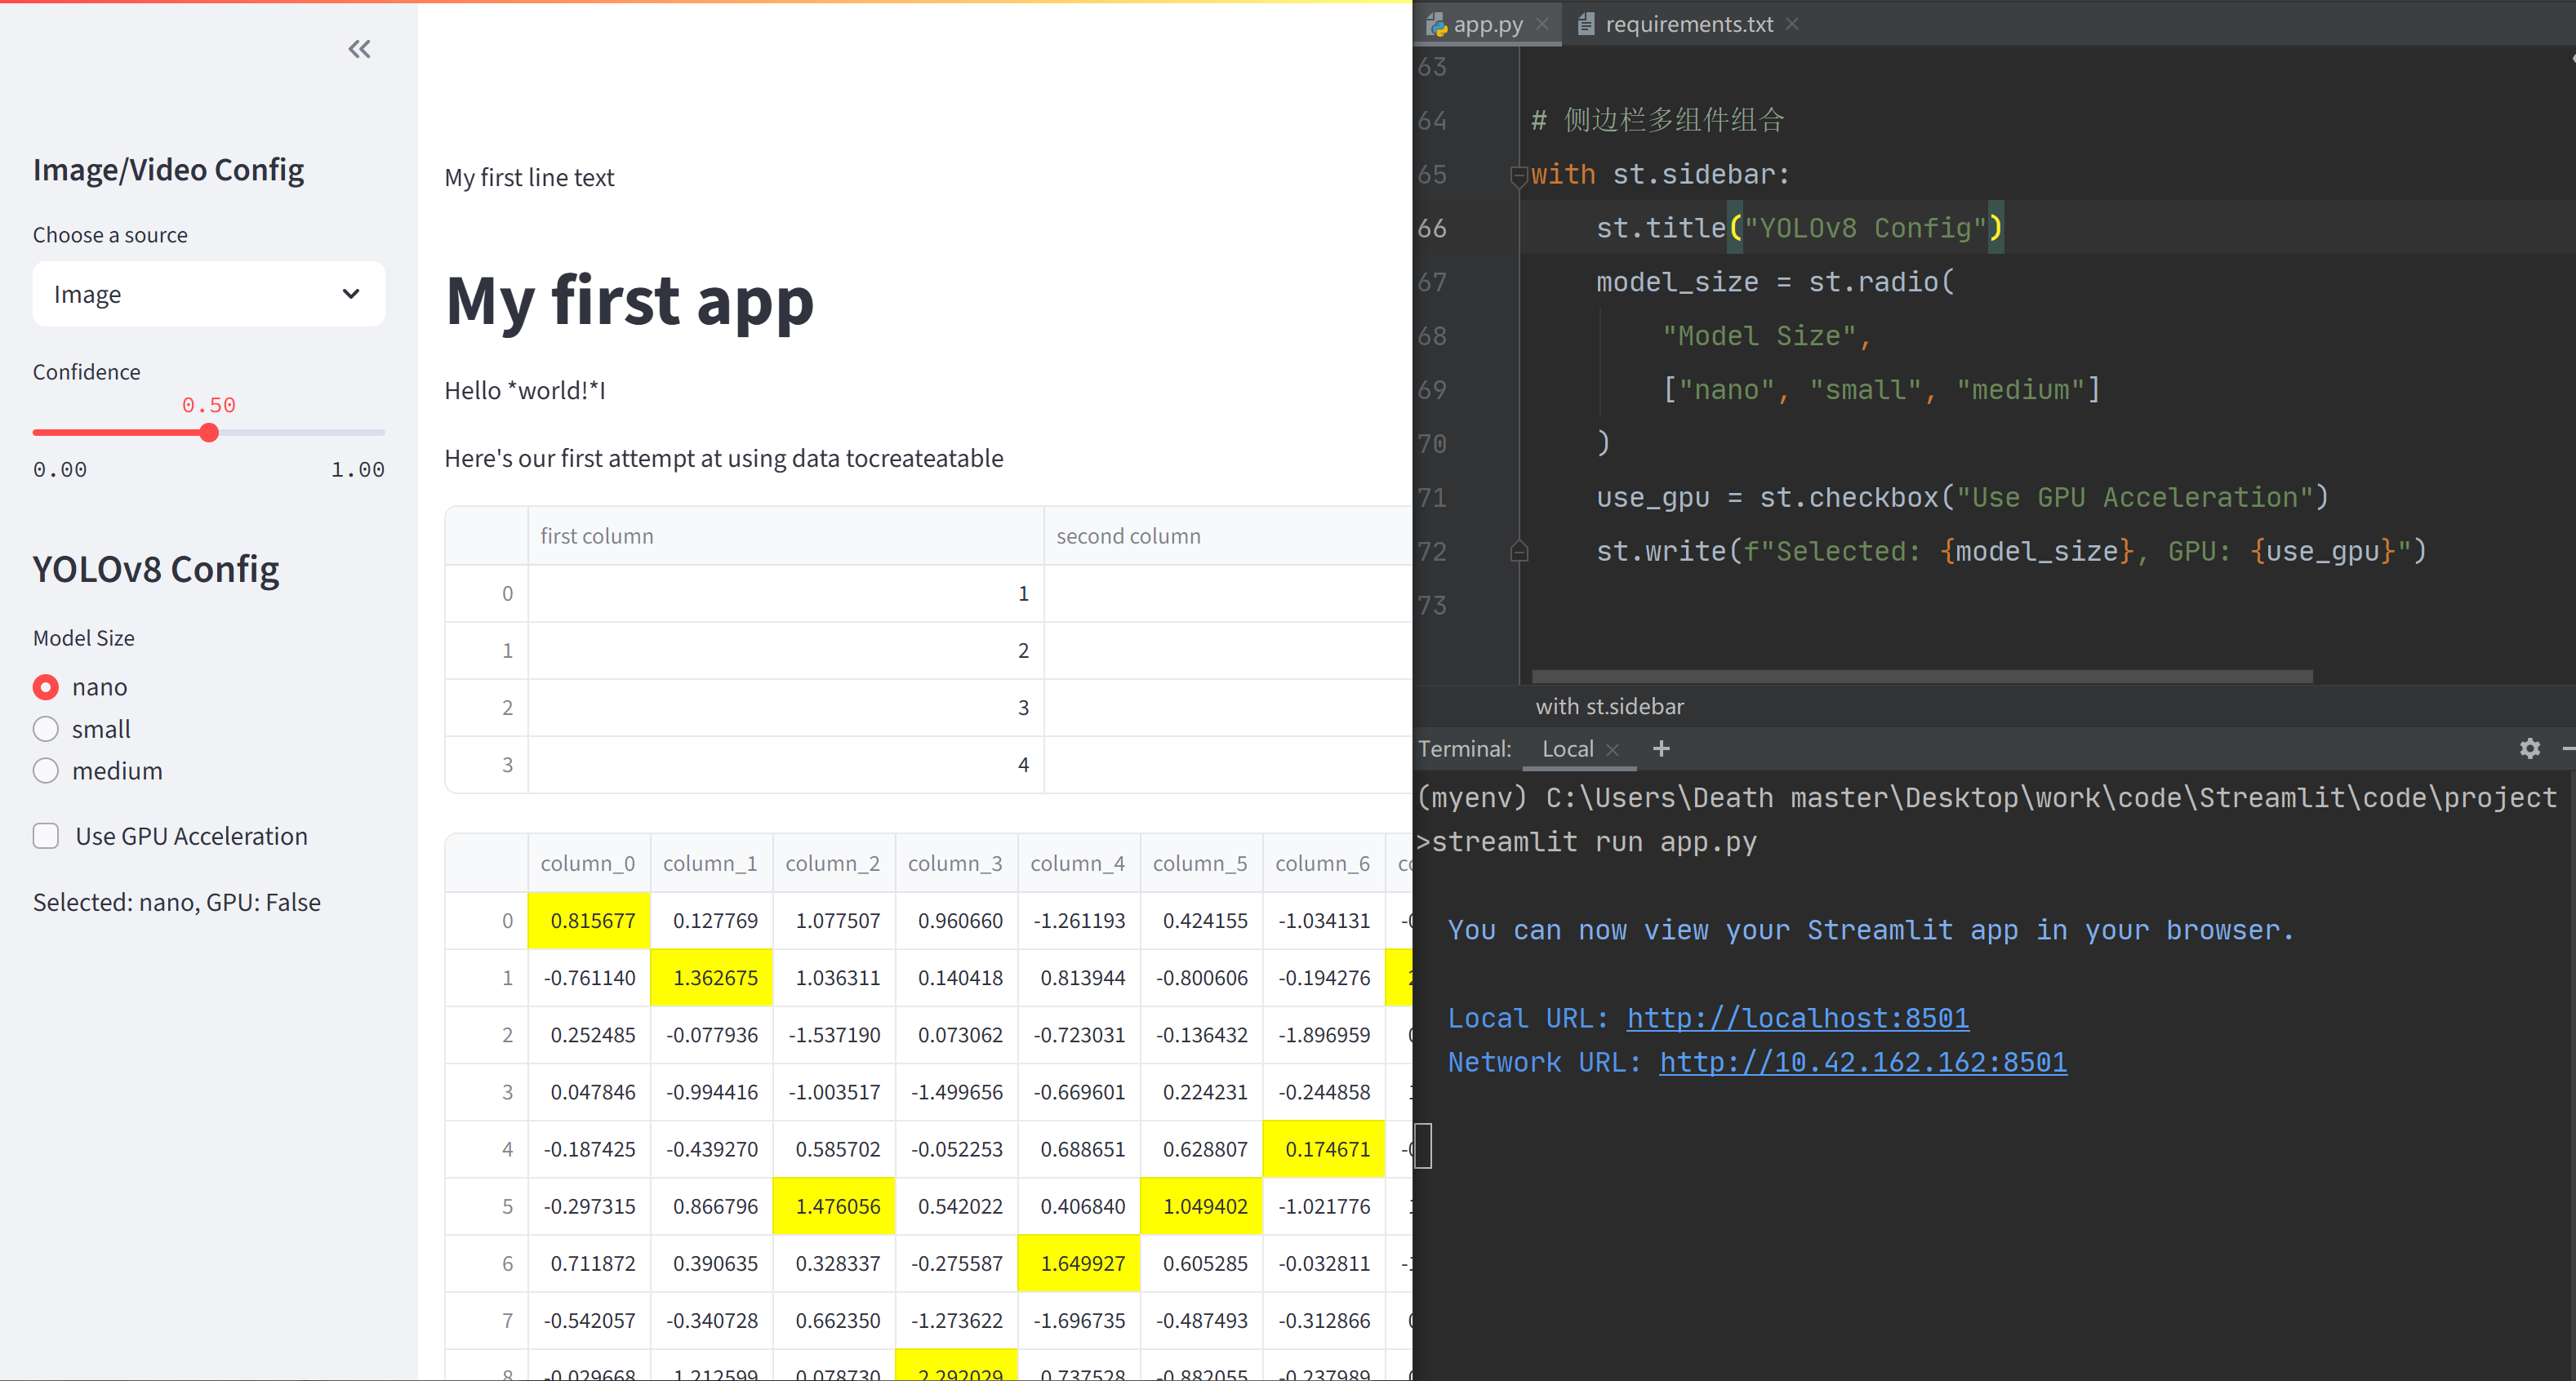 Image/Video Config
Choose a source
Image
Confidence
0.50
0.00 1.00
YOLOv8 Config
Model Size
nano
small
medium
Use GPU Acceleration
Selected: nano, GPU: False
My first line text
My first app
Hello *world!*I
Here's our first attempt at using data tocreateatable
first column second column
0 1
1 2
2 3
3 4
column_0 column_1 column_2 column_3 column_4 column_5 column_6
0 0.815677 0.127769 1.077507 0.960660 -1.261193 0.424155 -1.034131
1 -0.761140 1.362675 1.036311 0.140418 0.813944 -0.800606 -0.194276
2 0.252485 -0.077936 -1.537190 0.073062 -0.723031 -0.136432 -1.896959
3 0.047846 -0.994416 -1.003517 -1.499656 -0.669601 0.224231 -0.244858
4 -0.187425 -0.439270 0.585702 -0.052253 0.688651 0.628807 0.174671
5 -0.297315 0.866796 1.476056 0.542022 0.406840 1.049402 -1.021776
6 0.711872 0.390635 0.328337 -0.275587 1.649927 0.605285 -0.032811
7 -0.542057 -0.340728 0.662350 -1.273622 -1.696735 -0.487493 -0.312866
8 -0.029668 1.212599 0.078730 2.292029 0.737528 -0.882055 -0.237989
app.py requirements.txt
63
64 # 侧边栏多组件组合
65 with st.sidebar:
66 st.title("YOLOv8 Config")
67 model_size = st.radio(
68 "Model Size",
69 ["nano", "small", "medium"]
70 )
71 use_gpu = st.checkbox("Use GPU Acceleration")
72 st.write(f"Selected: {model_size}, GPU: {use_gpu}")
73
with st.sidebar
Terminal: Local
(myenv) C:\Users\Death master\Desktop\work\code\Streamlit\code\project
>streamlit run app.py
You can now view your Streamlit app in your browser.
Local URL: http://localhost:8501
Network URL: http://10.42.162.162:8501